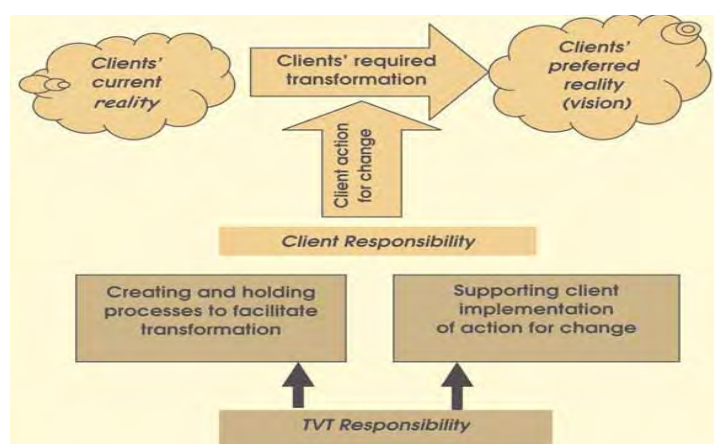 Clients'
current
reality
Clients' required
transformation
Clients'
preferred
reality
(vision)
Client action
for change
Client Responsibility
Creating and holding
processes to facilitate
transformation
Supporting client
implementation
of action for change
TVT Responsibility